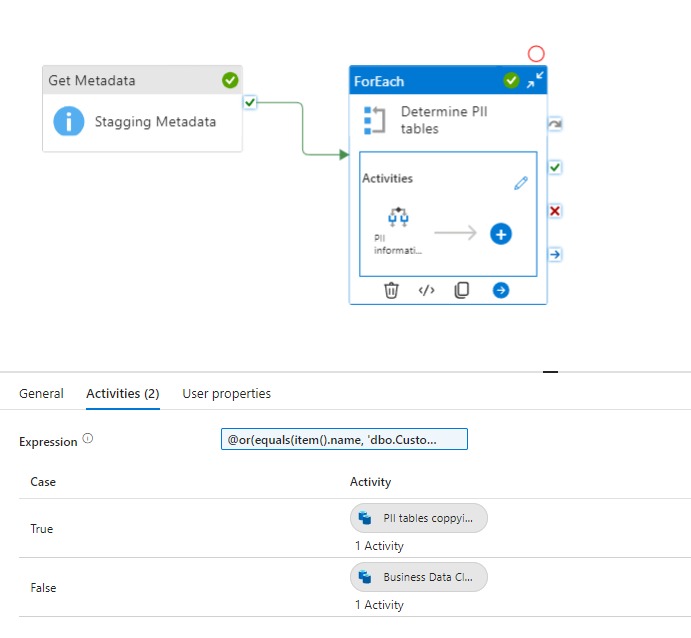 Get Metadata
Stagging Metadata
ForEach
Determine PII
tables
Activities
PII
informati...
General
Activities (2)
User properties
Expression
@or(equals(item().name, 'dbo.Custo...
Case
Activity
True
PII tables coppyi...
1 Activity
False
Business Data Cl...
1 Activity